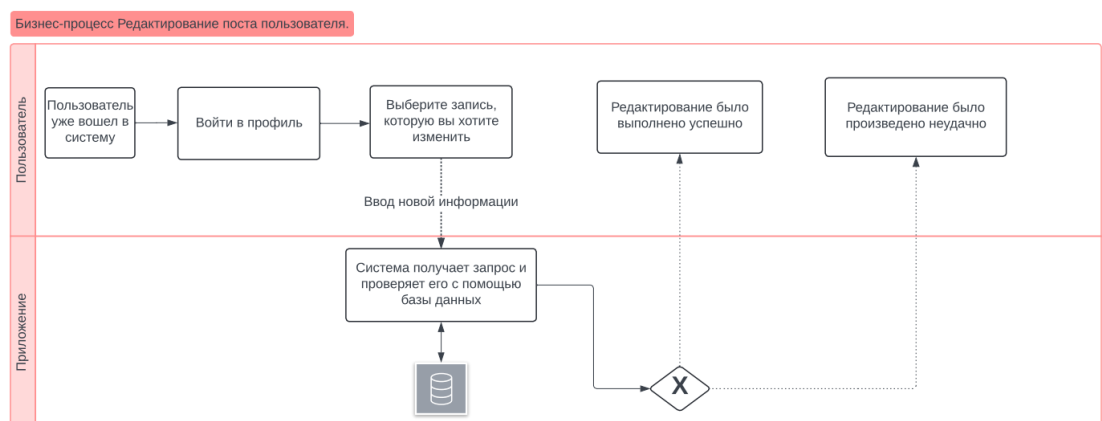 Бизнес-процесс Редактирование поста пользователя.
Пользователь
Пользователь
уже вошел в
систему
Войти в профиль
Выберите запись,
которую вы хотите
изменить
Редактирование было
выполнено успешно
Редактирование было
произведено неудачно
Ввод новой информации
Приложение
Система получает запрос и
проверяет его с помощью
базы данных
X